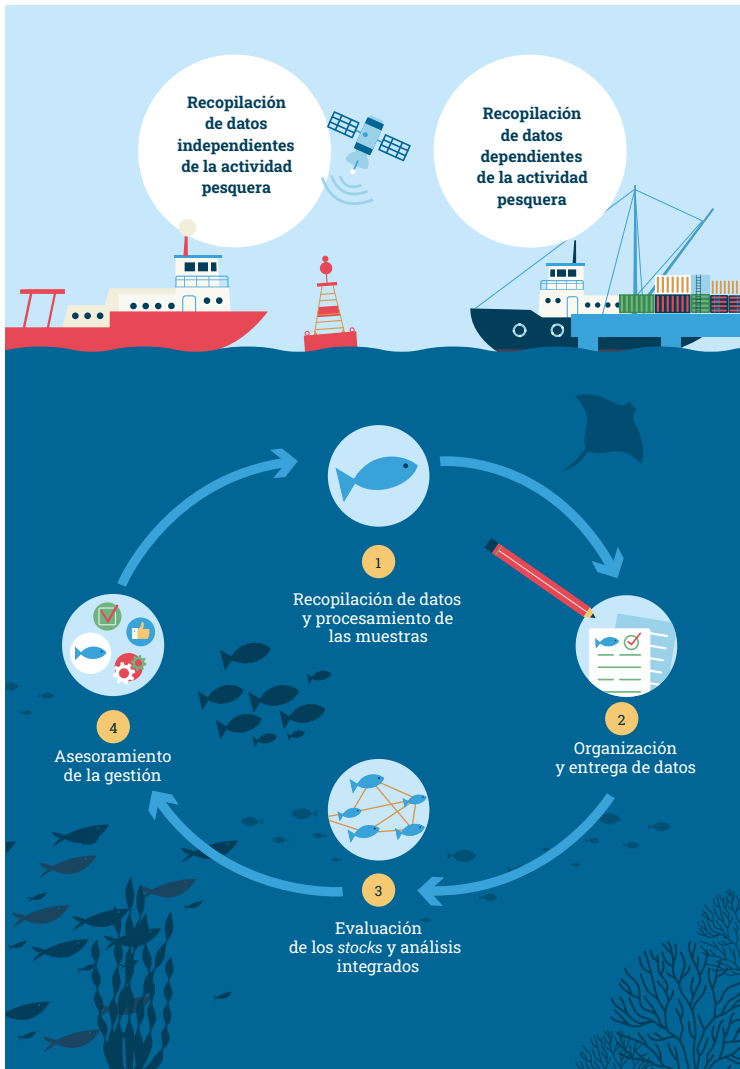 Recopilación
de datos
independientes
de la actividad
pesquera
Recopilación
de datos
dependientes
de la actividad
pesquera
1
Recopilación de datos
y procesamiento de
las muestras
2
Organización
y entrega de datos
3
Evaluación
de los stocks y análisis
integrados
4
Asesoramiento
de la gestión